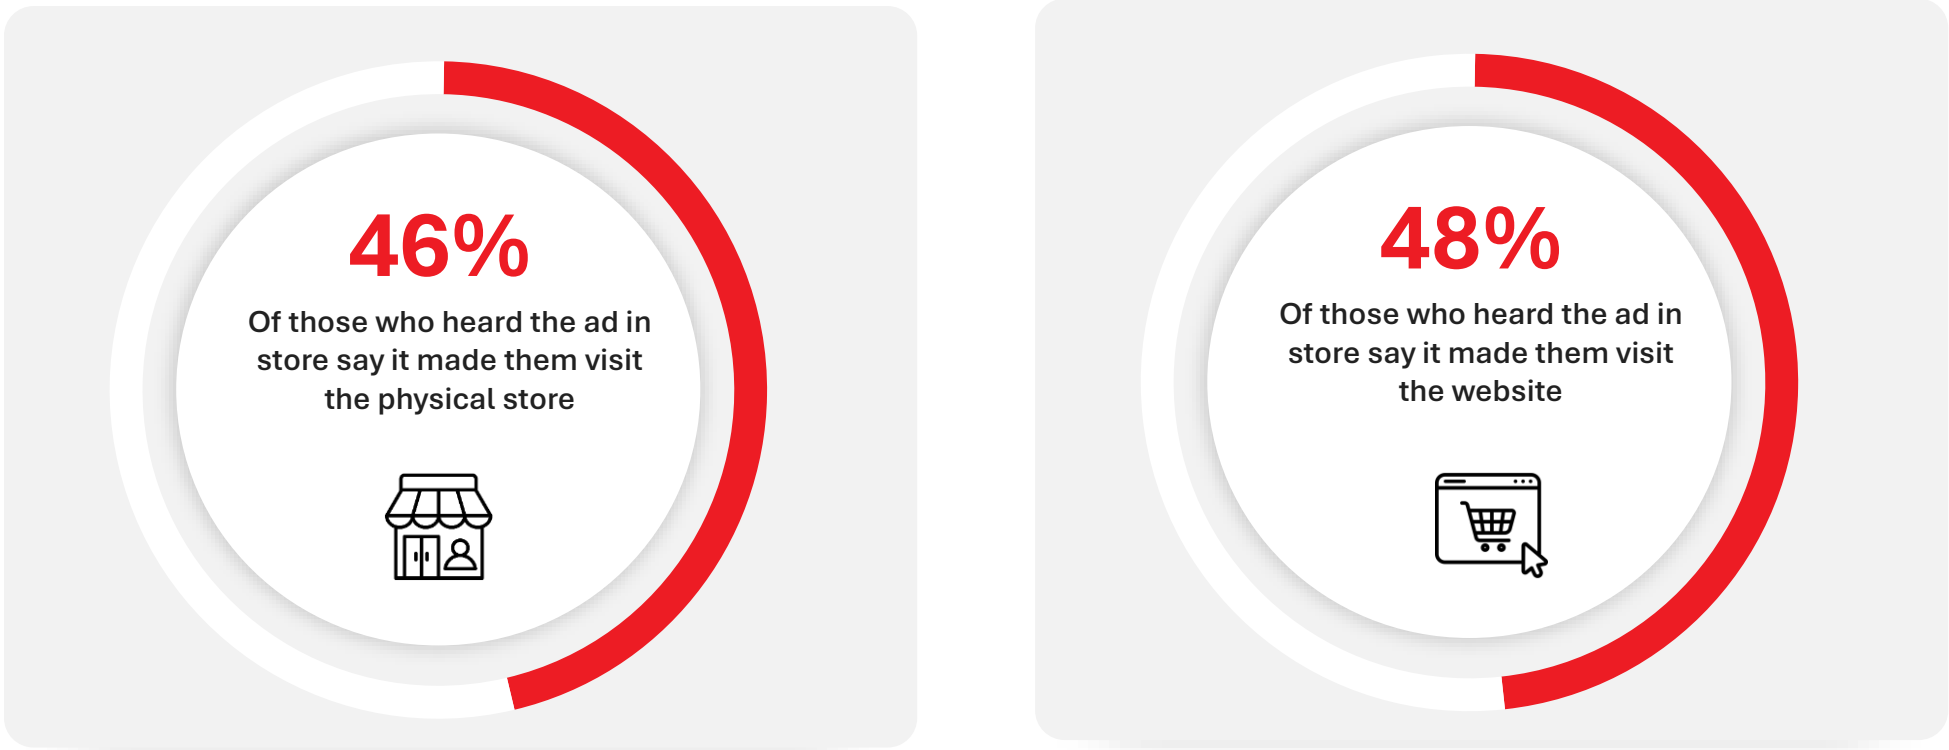 46%
Of those who heard the ad in
store say it made them visit
the physical store
48%
Of those who heard the ad in
store say it made them visit
the website